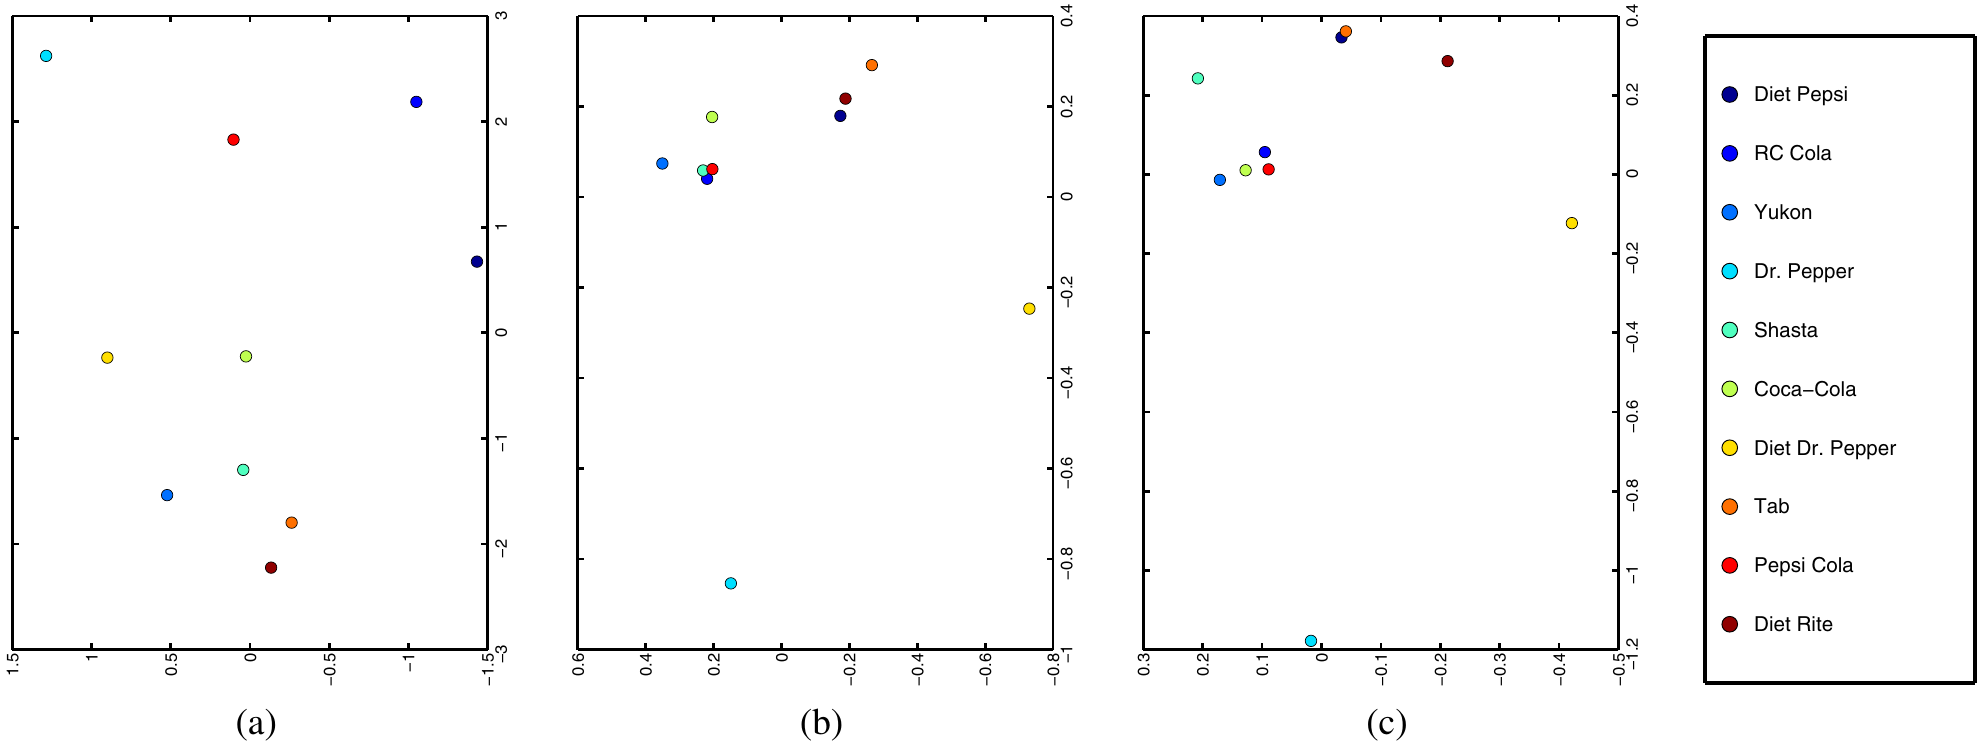 3
2
1
0
−1
−2
−3
1.5 1 0.5 0 −0.5 −1 −1.5
(a)
0.4
0.2
0
−0.2
−0.4
−0.6
−0.8
−1
0.6 0.4 0.2 0 −0.2 −0.4 −0.6 −0.8
(b)
0.4
0.2
0
−0.2
−0.4
−0.6
−0.8
−1
−1.2
0.3 0.2 0.1 0 −0.1 −0.2 −0.3 −0.4 −0.5
(c)
Diet Pepsi
RC Cola
Yukon
Dr. Pepper
Shasta
Coca−Cola
Diet Dr. Pepper
Tab
Pepsi Cola
Diet Rite